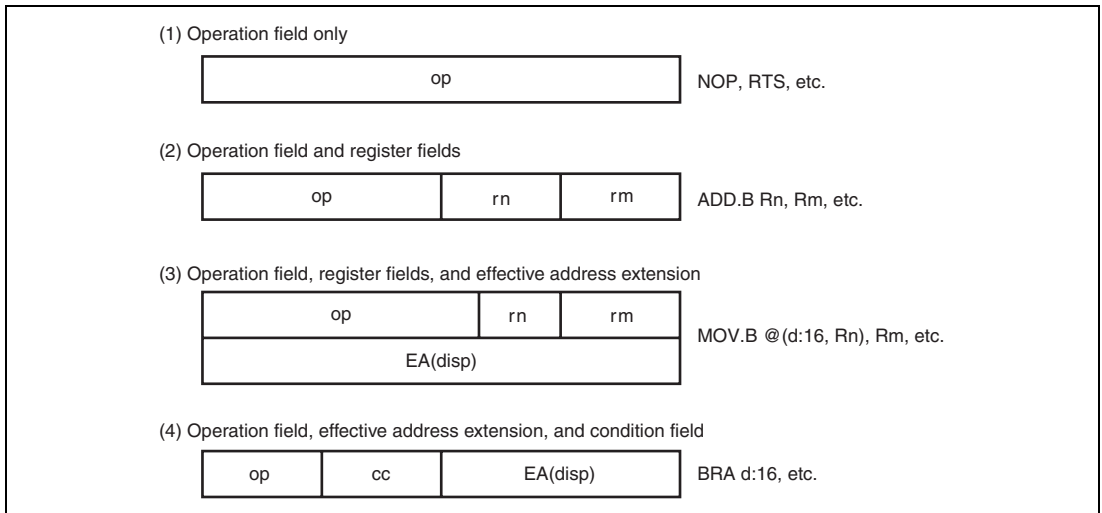 (1) Operation field only
op
NOP, RTS, etc.
(2) Operation field and register fields
op rn rm
ADD.B Rn, Rm, etc.
(3) Operation field, register fields, and effective address extension
op rn rm
EA(disp)
MOV.B @(d:16, Rn), Rm, etc.
(4) Operation field, effective address extension, and condition field
op cc EA(disp)
BRA d:16, etc.